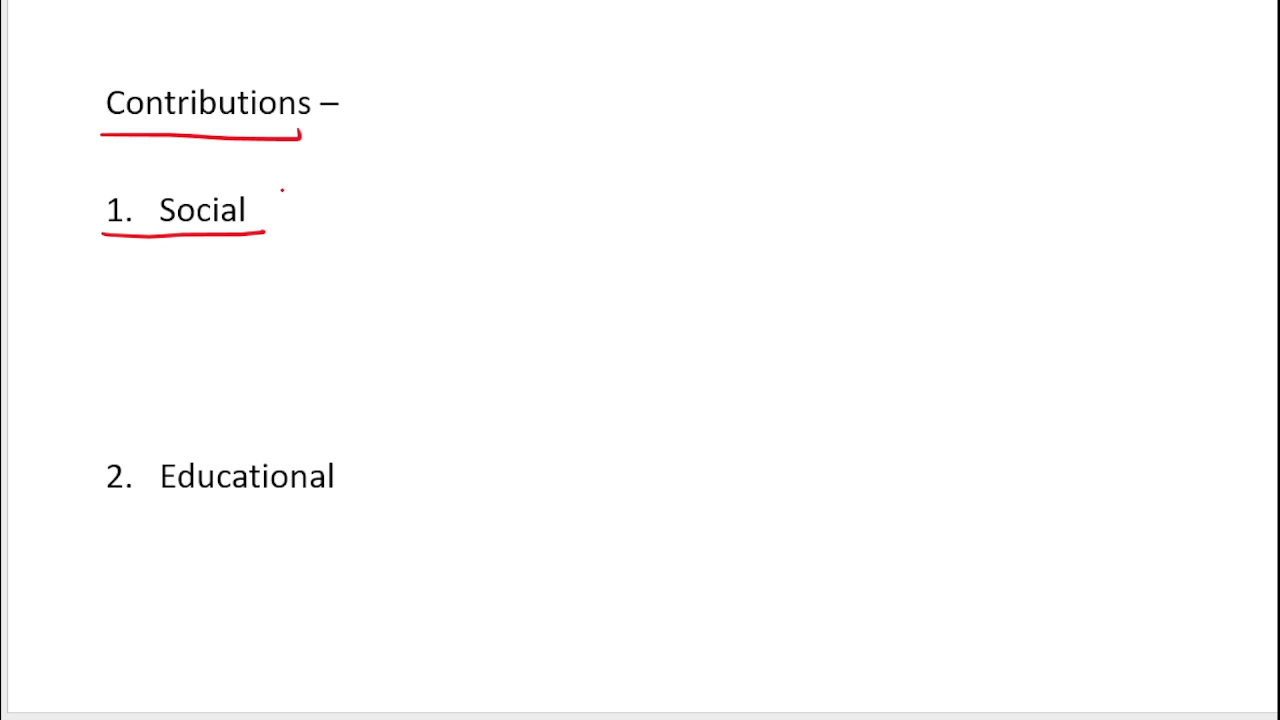 Contributions –
1. Social
2. Educational